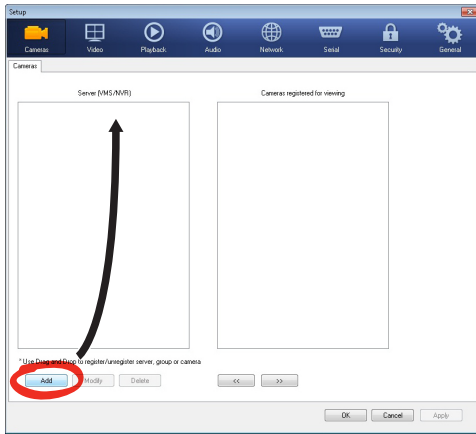 Setup
Cameras Video Playback Audio Network Serial Security General
Cameras
Server (VMS/NVR) Cameras registered for viewing
* Use Drag and Drop to register/unregister server, group or camera
Add Modify Delete << >>
OK Cancel Apply